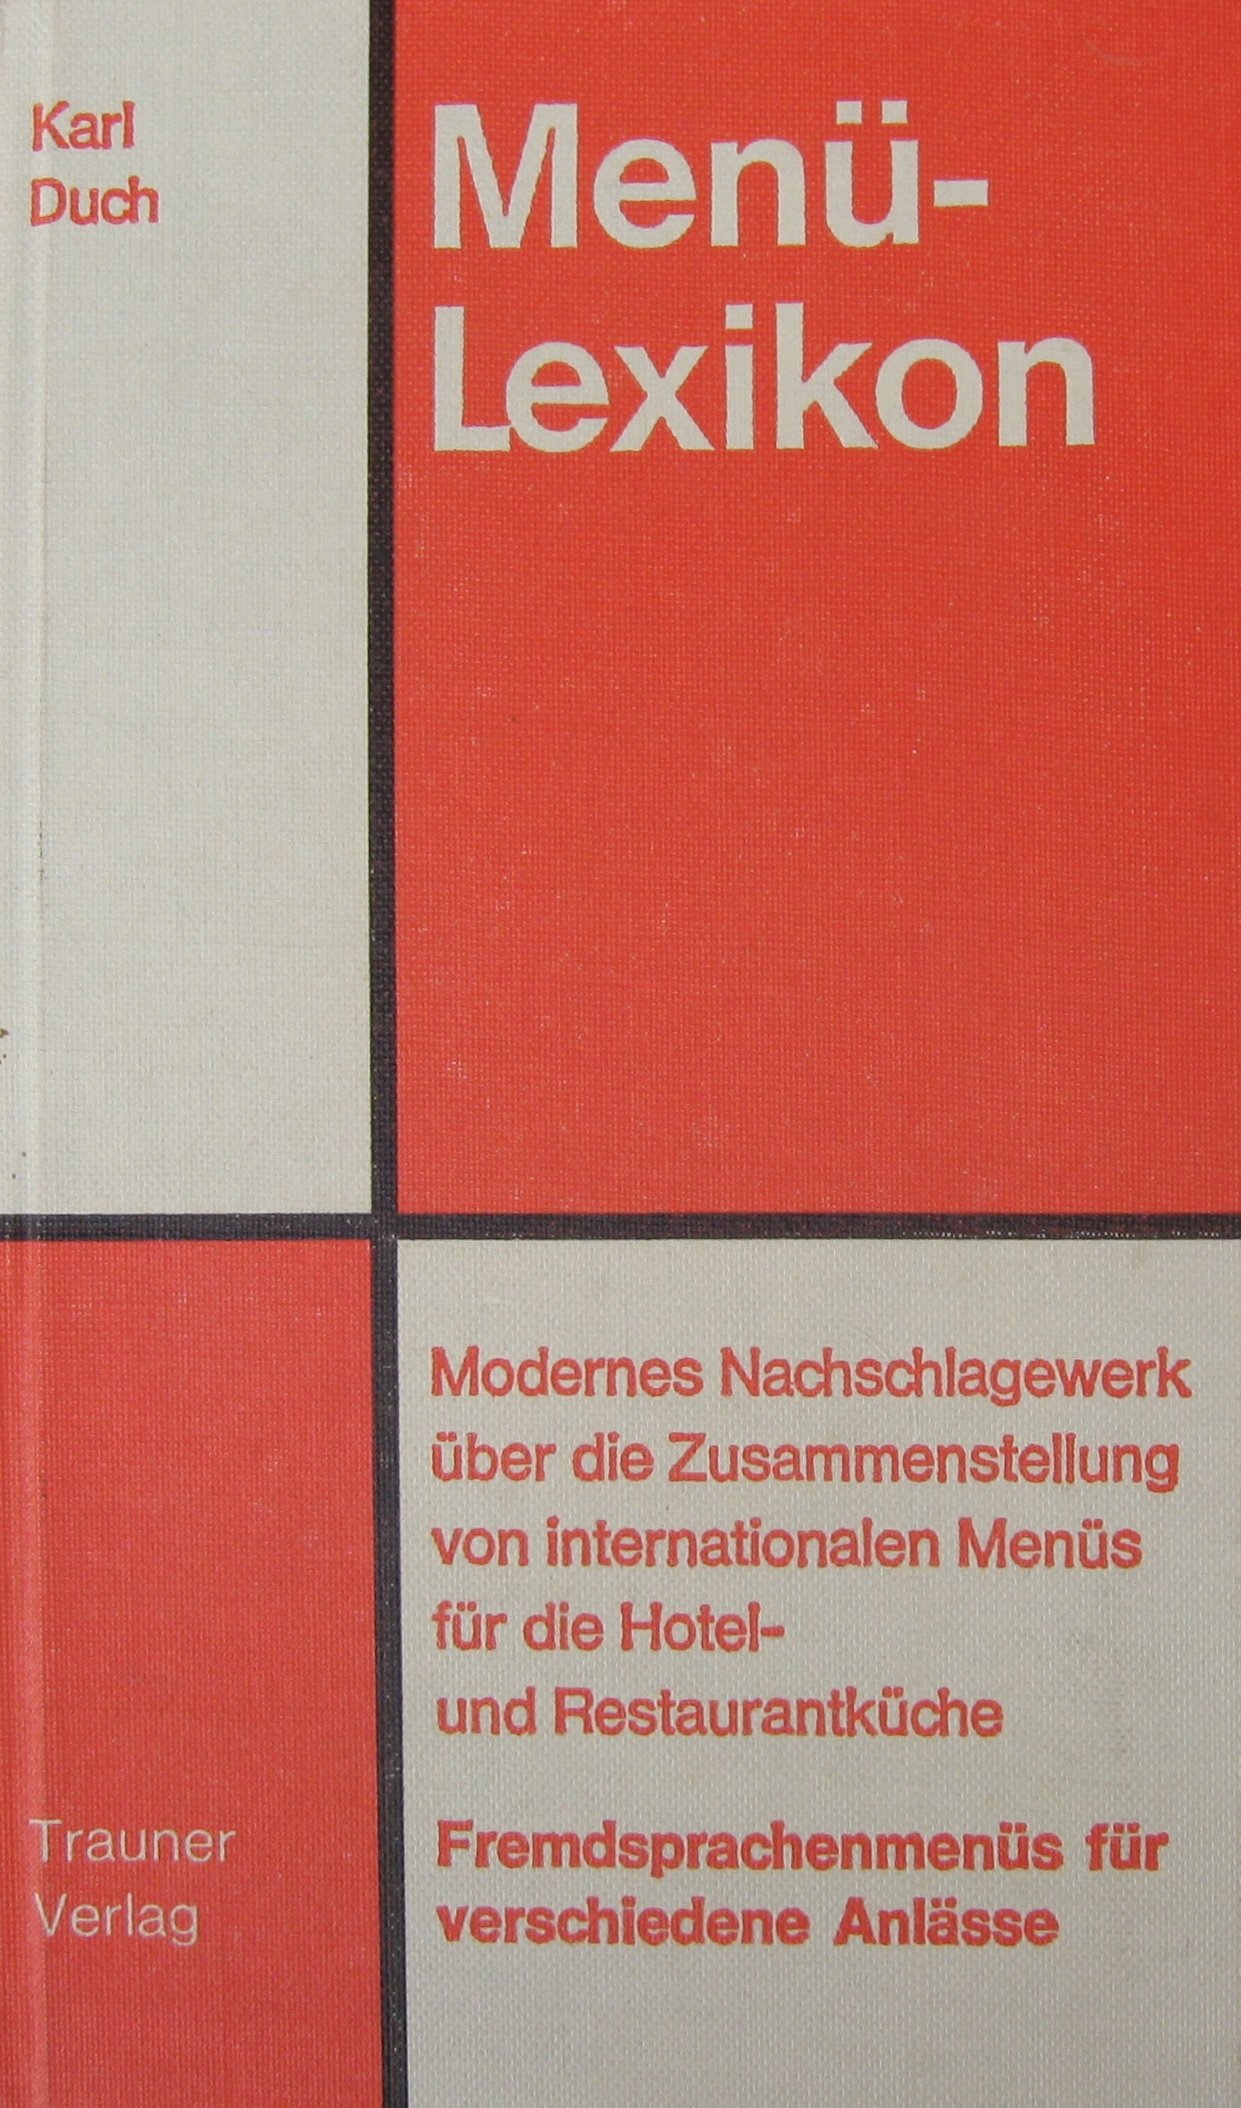 Karl
Duch
Menü-
Lexikon
Modernes Nachschlagewerk
über die Zusammenstellung
von internationalen Menüs
für die Hotel-
und Restaurantküche
Fremdsprachenmenüs für
verschiedene Anlässe
Trauner
Verlag